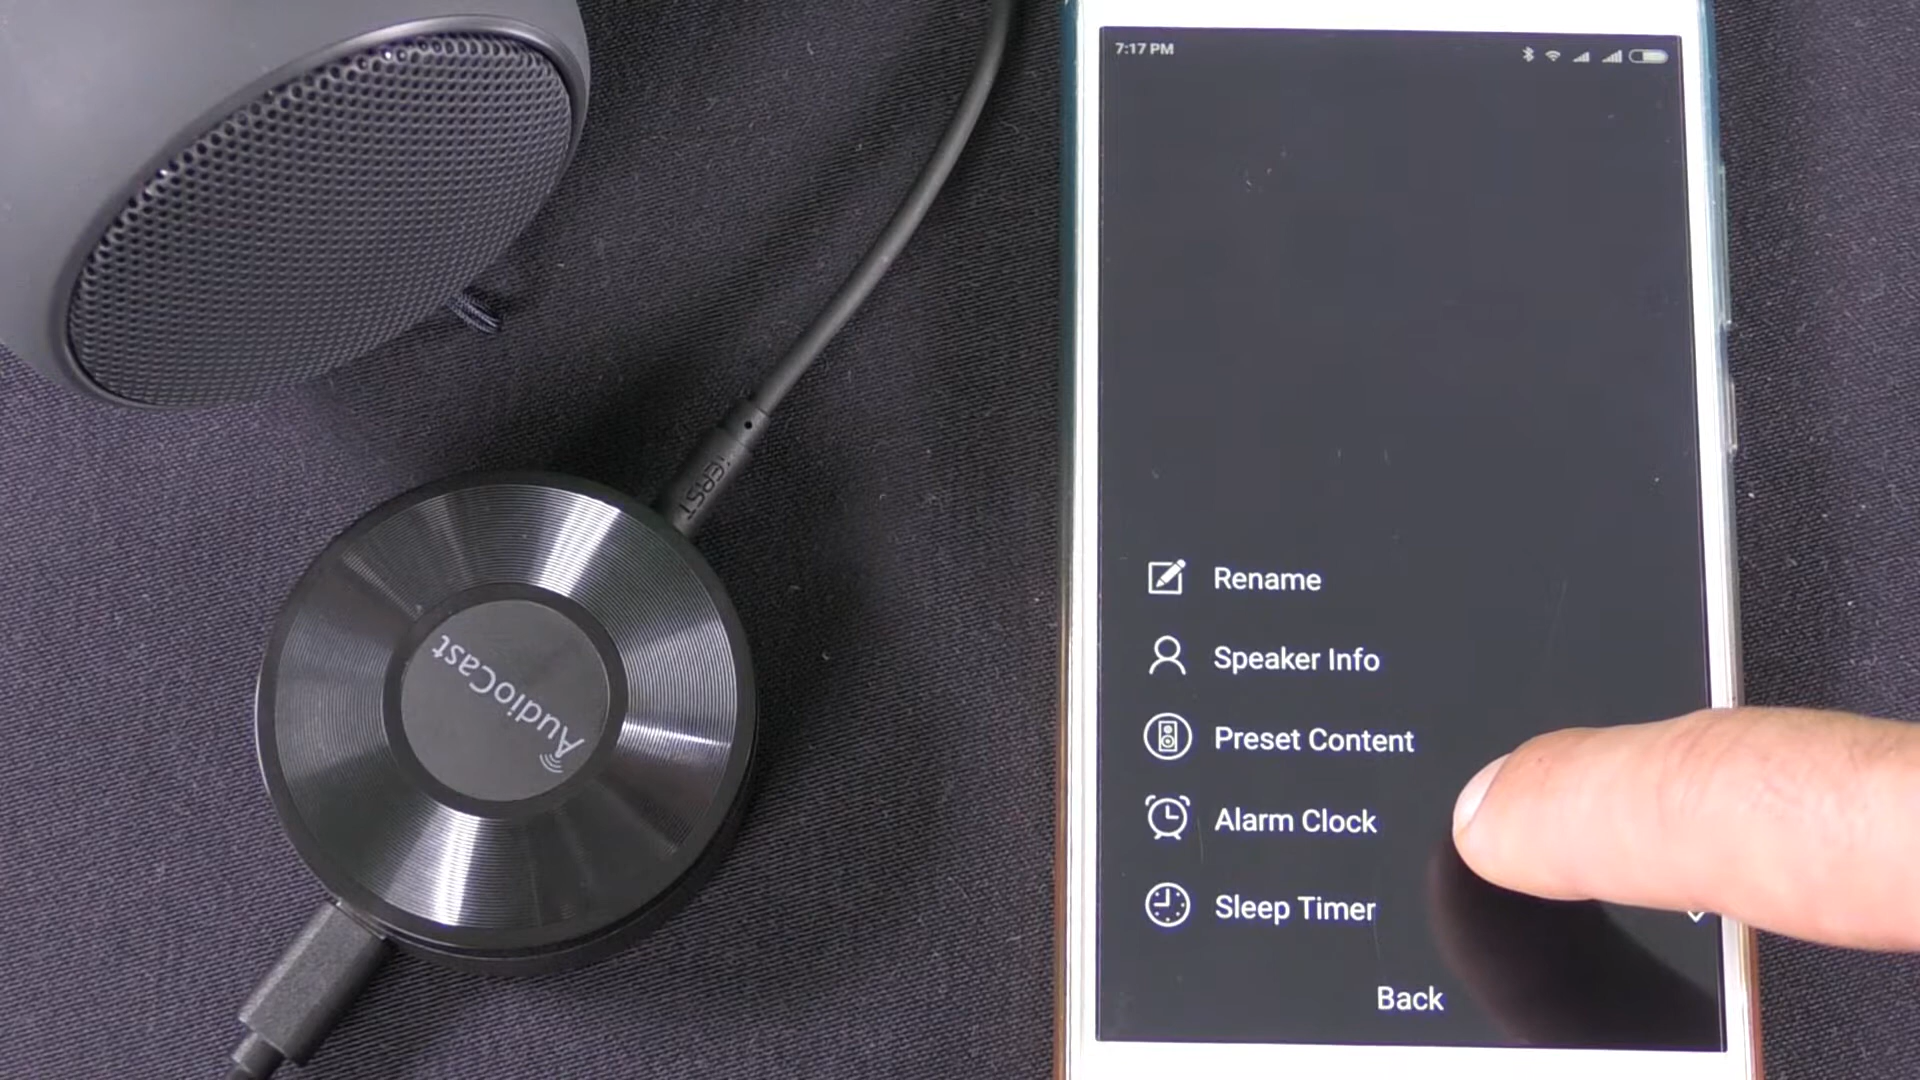 7:17 PM
Rename
Speaker Info
Preset Content
Alarm Clock
Sleep Timer
Back
AudioCast